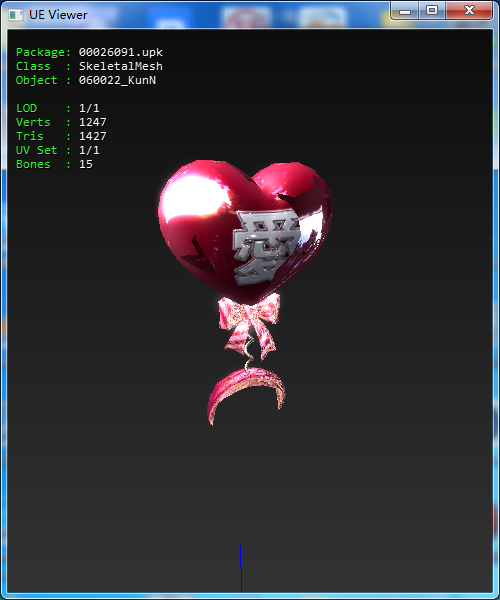 UE Viewer
Package: 00026091.upk
Class : SkeletalMesh
Object : 060022_KunN
LOD : 1/1
Verts : 1247
Tris : 1427
UV Set : 1/1
Bones : 15
愛